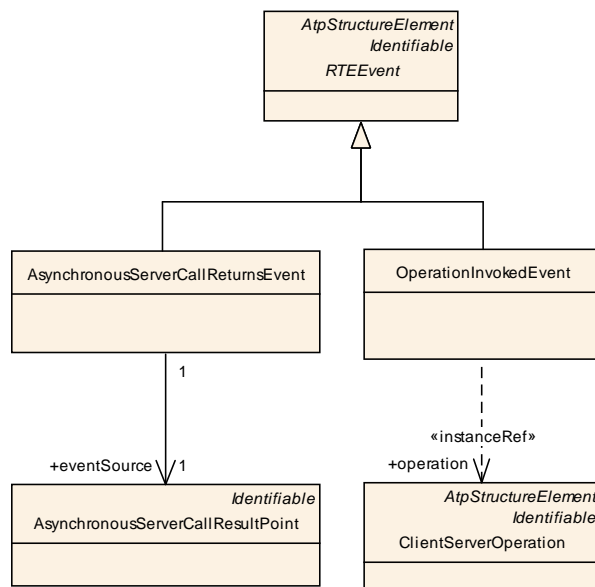 AtpStructureElement
Identifiable
RTEEvent
AsynchronousServerCallReturnsEvent
OperationInvokedEvent
1
«instanceRef»
+eventSource
1
+operation
Identifiable
AsynchronousServerCallResultPoint
AtpStructureElement
Identifiable
ClientServerOperation